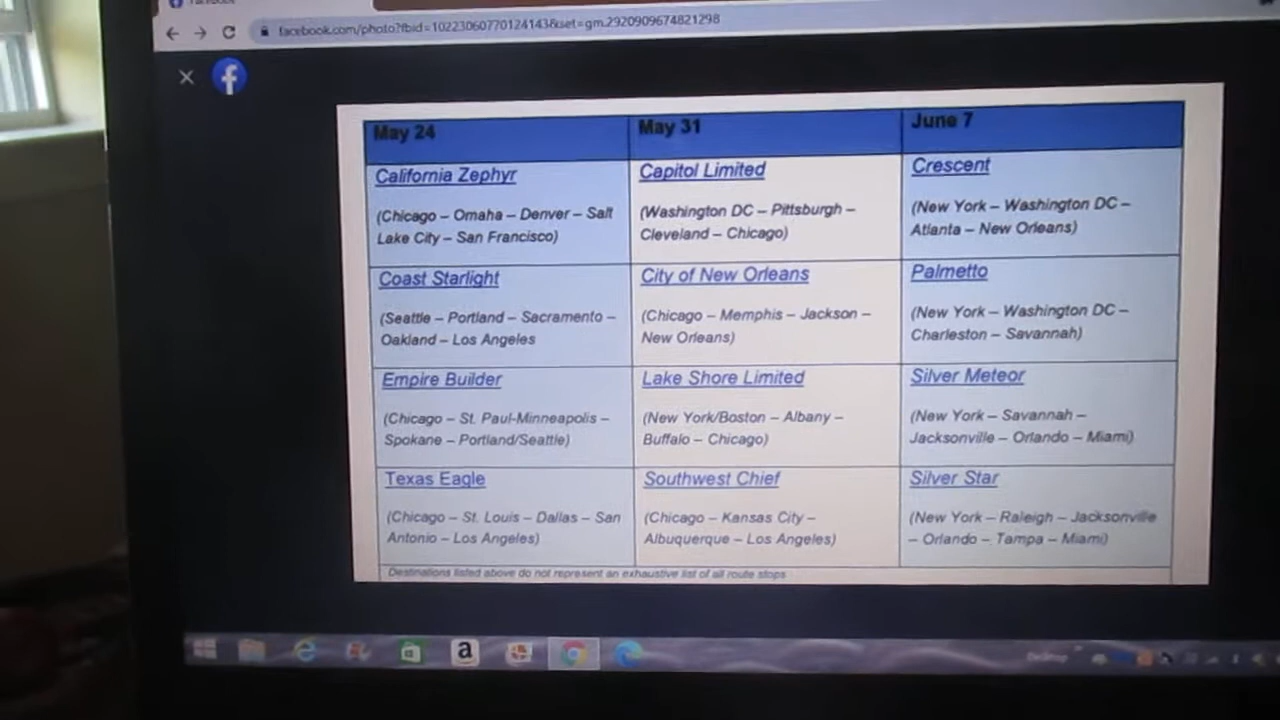 facebook.com/photo?fbid=10223060770124143&set=gm.2920909674821298
May 24
May 31
June 7
California Zephyr
(Chicago – Omaha – Denver – Salt
Lake City – San Francisco)
Capitol Limited
(Washington DC – Pittsburgh –
Cleveland – Chicago)
Crescent
(New York – Washington DC –
Atlanta – New Orleans)
Coast Starlight
(Seattle – Portland – Sacramento –
Oakland – Los Angeles
City of New Orleans
(Chicago – Memphis – Jackson –
New Orleans)
Palmetto
(New York – Washington DC –
Charleston – Savannah)
Empire Builder
(Chicago – St. Paul-Minneapolis –
Spokane – Portland/Seattle)
Lake Shore Limited
(New York/Boston – Albany –
Buffalo – Chicago)
Silver Meteor
(New York – Savannah –
Jacksonville – Orlando – Miami)
Texas Eagle
(Chicago – St. Louis – Dallas – San
Antonio – Los Angeles)
Southwest Chief
(Chicago – Kansas City –
Albuquerque – Los Angeles)
Silver Star
(New York – Raleigh – Jacksonville
– Orlando – Tampa – Miami)
Destinations listed above do not represent an exhaustive list of all route stops
Desktop